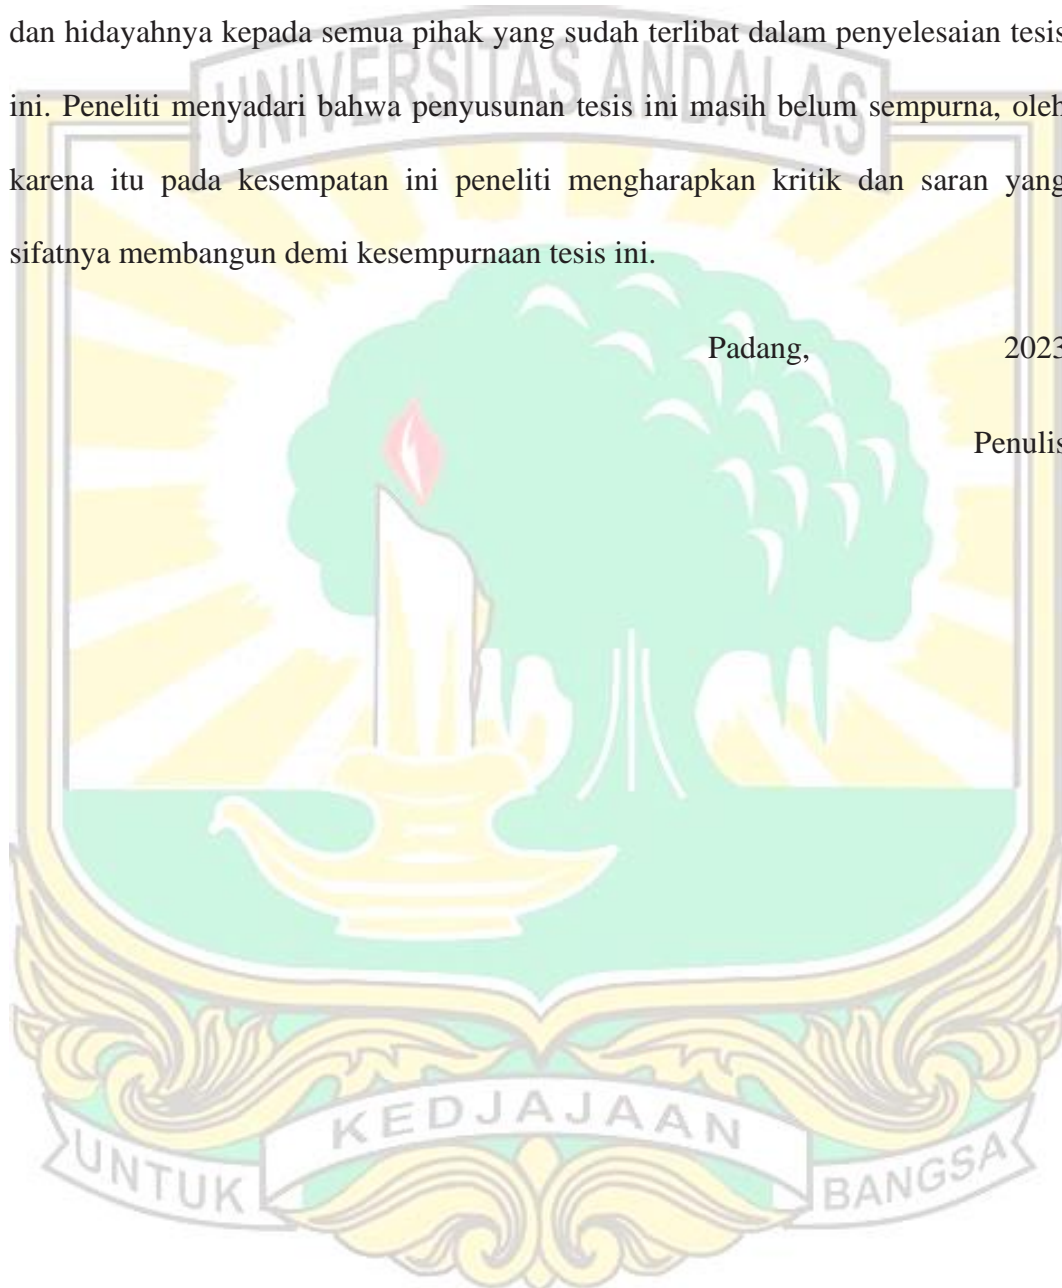 dan hidayahnya kepada semua pihak yang sudah terlibat dalam penyelesaian tesis
UNIVERSITAS ANDALAS
ini. Peneliti menyadari bahwa penyusunan tesis ini masih belum sempurna, oleh
karena itu pada kesempatan ini peneliti mengharapkan kritik dan saran yang
sifatnya membangun demi kesempurnaan tesis ini.
Padang, 2023
Penulis
UNTUK KEDJAJAAN BANGSA